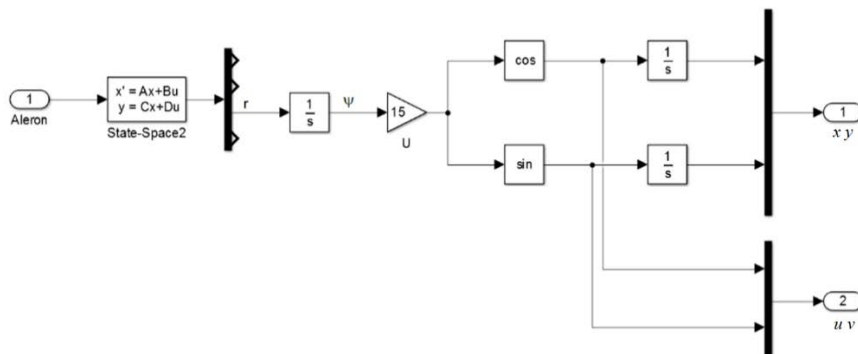 1
Aleron
x' = Ax+Bu
y = Cx+Du
State-Space2
r
1
s
ψ
15
U
cos
sin
1
s
1
s
1
x y
2
u v